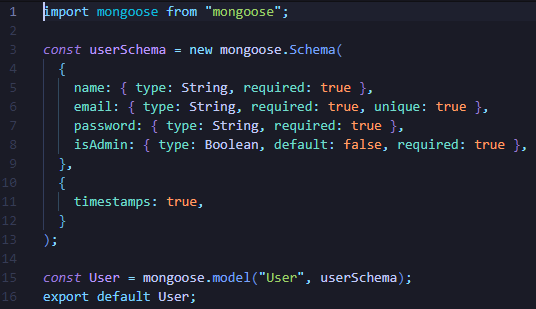 1 import mongoose from "mongoose";
2
3 const userSchema = new mongoose.Schema(
4 {
5 name: { type: String, required: true },
6 email: { type: String, required: true, unique: true },
7 password: { type: String, required: true },
8 isAdmin: { type: Boolean, default: false, required: true },
9 },
10 {
11 timestamps: true,
12 }
13 );
14
15 const User = mongoose.model("User", userSchema);
16 export default User;